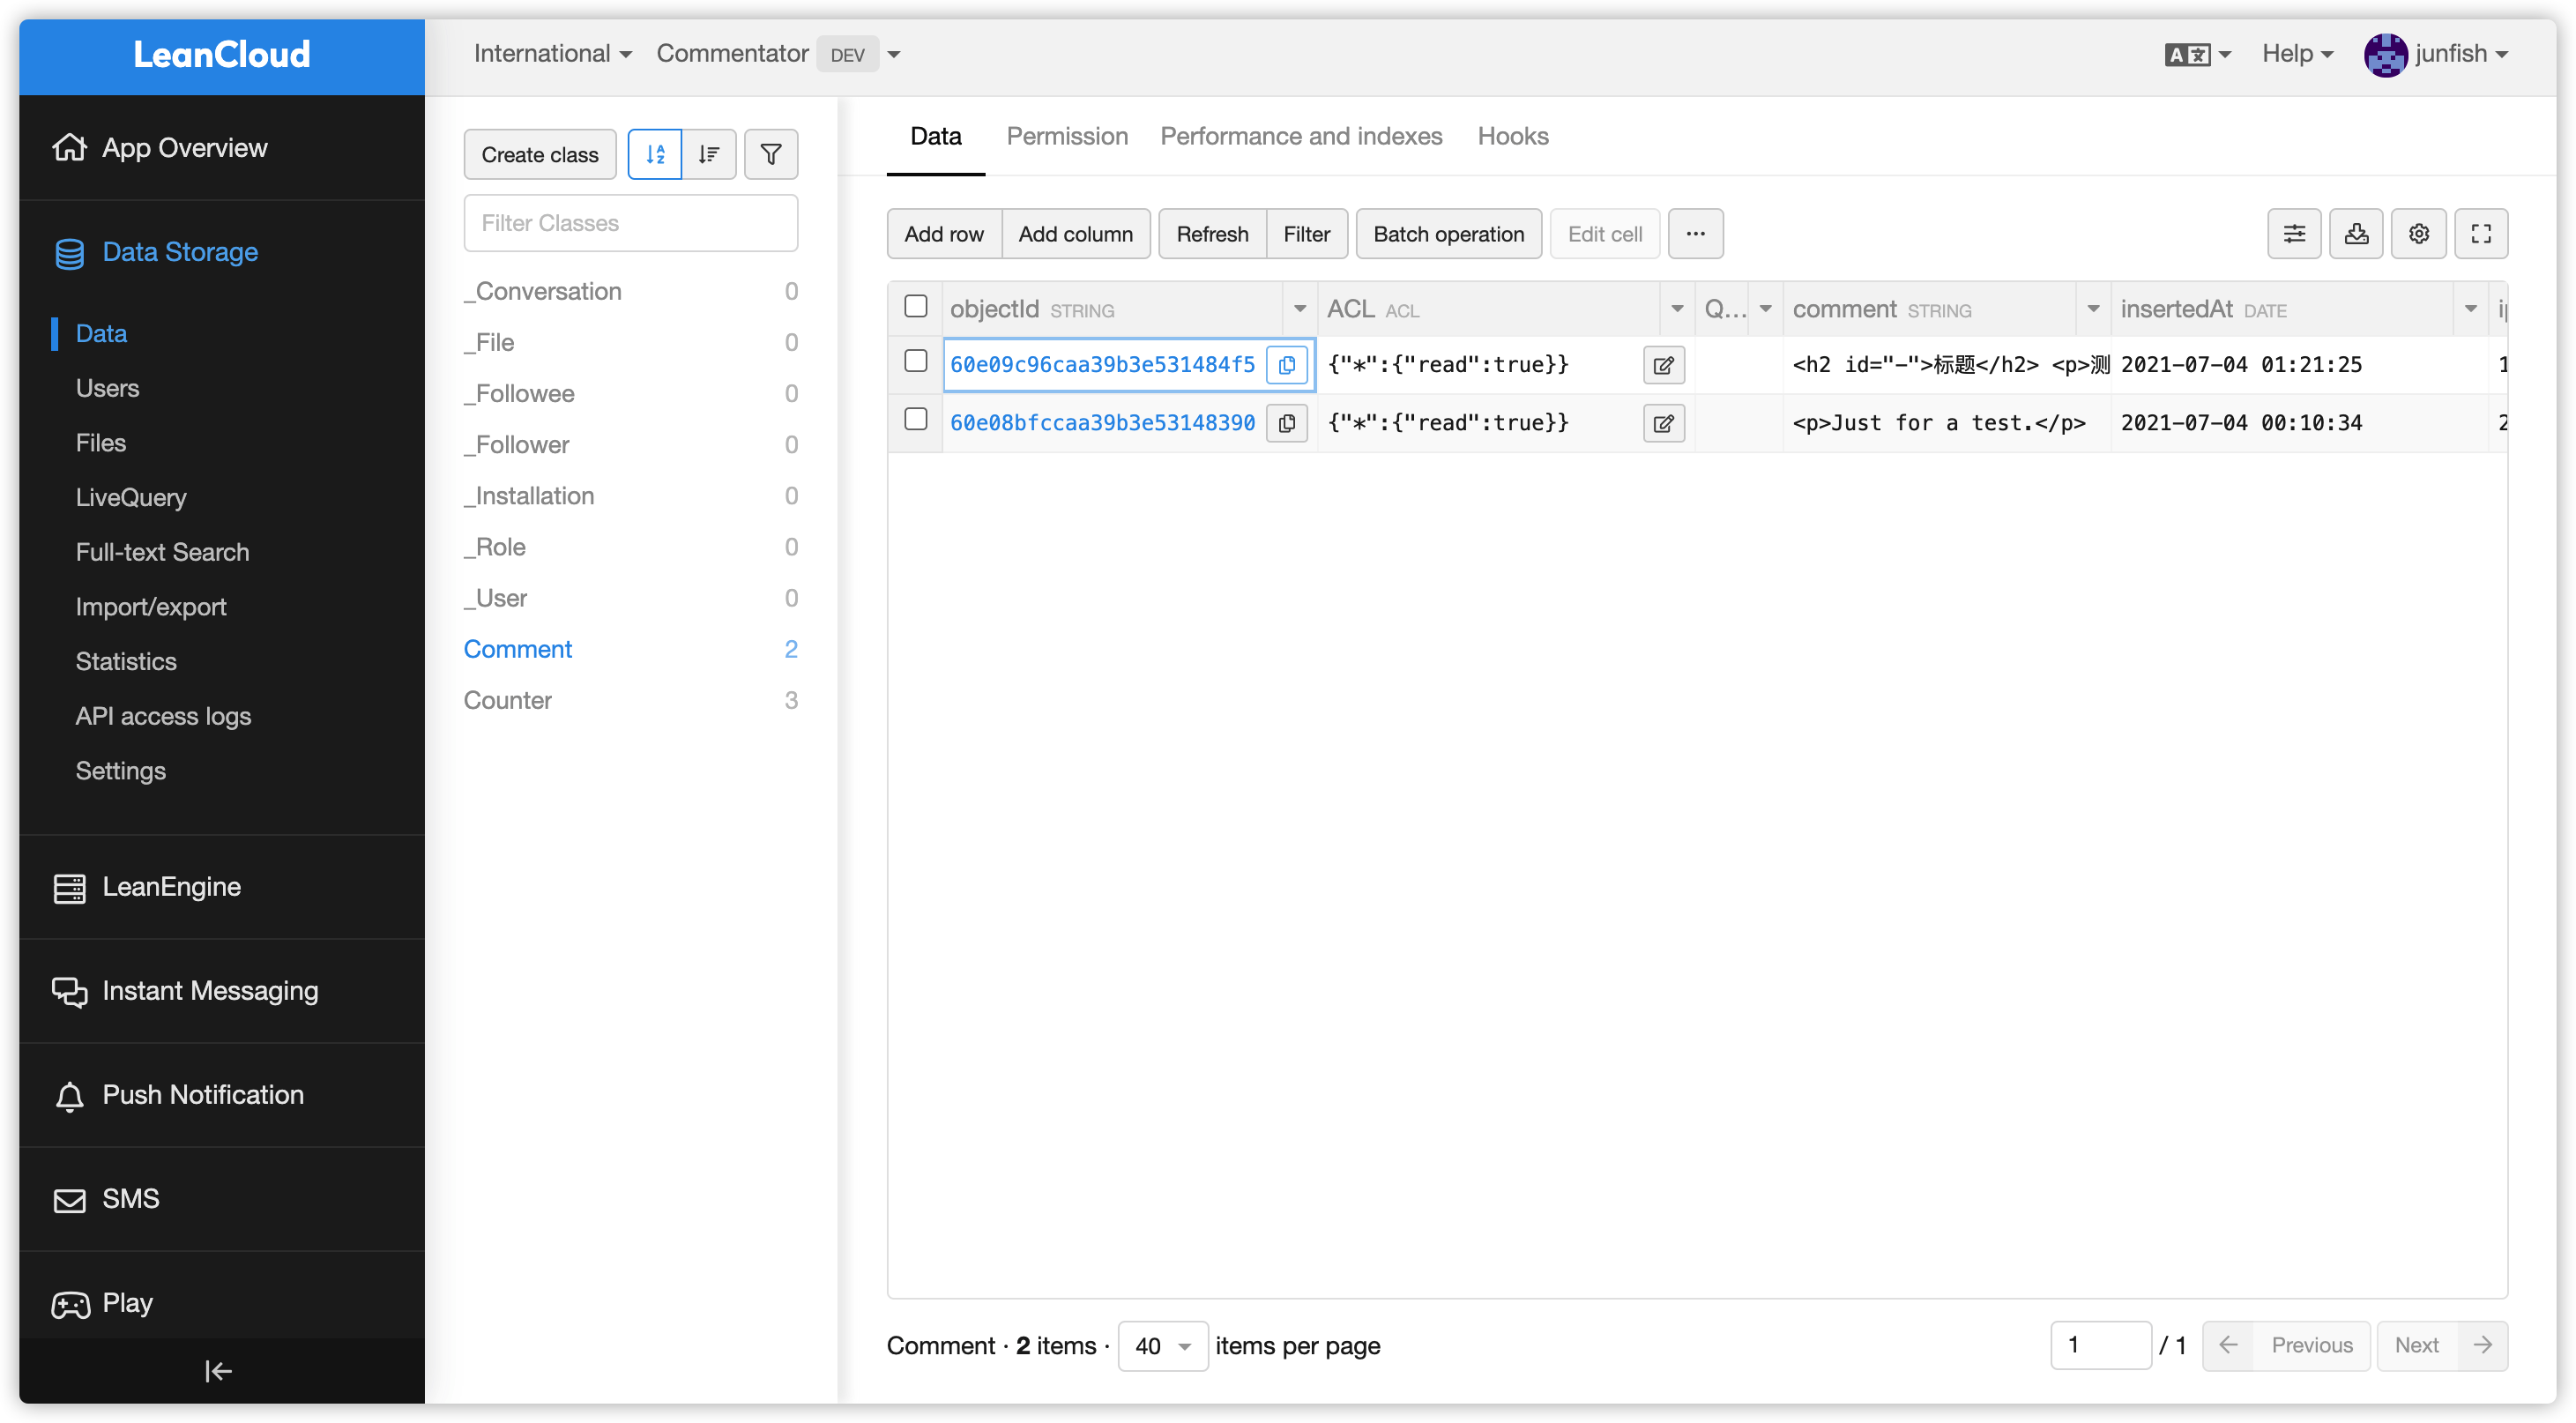 LeanCloud
International
Commentator DEV
Help
junfish
App Overview
Data Storage
Data
Users
Files
LiveQuery
Full-text Search
Import/export
Statistics
API access logs
Settings
LeanEngine
Instant Messaging
Push Notification
SMS
Play
Create class
Filter Classes
_Conversation 0
_File 0
_Followee 0
_Follower 0
_Installation 0
_Role 0
_User 0
Comment 2
Counter 3
Data Permission Performance and indexes Hooks
Add row Add column Refresh Filter Batch operation Edit cell ...
objectId STRING ACL ACL Q... comment STRING insertedAt DATE
60e09c96caa39b3e531484f5 {"*":{"read":true}} <h2 id="-">标题</h2> <p>测 2021-07-04 01:21:25 1
60e08bfccaa39b3e53148390 {"*":{"read":true}} <p>Just for a test.</p> 2021-07-04 00:10:34 2
Comment · 2 items · 40 items per page
1 / 1 Previous Next